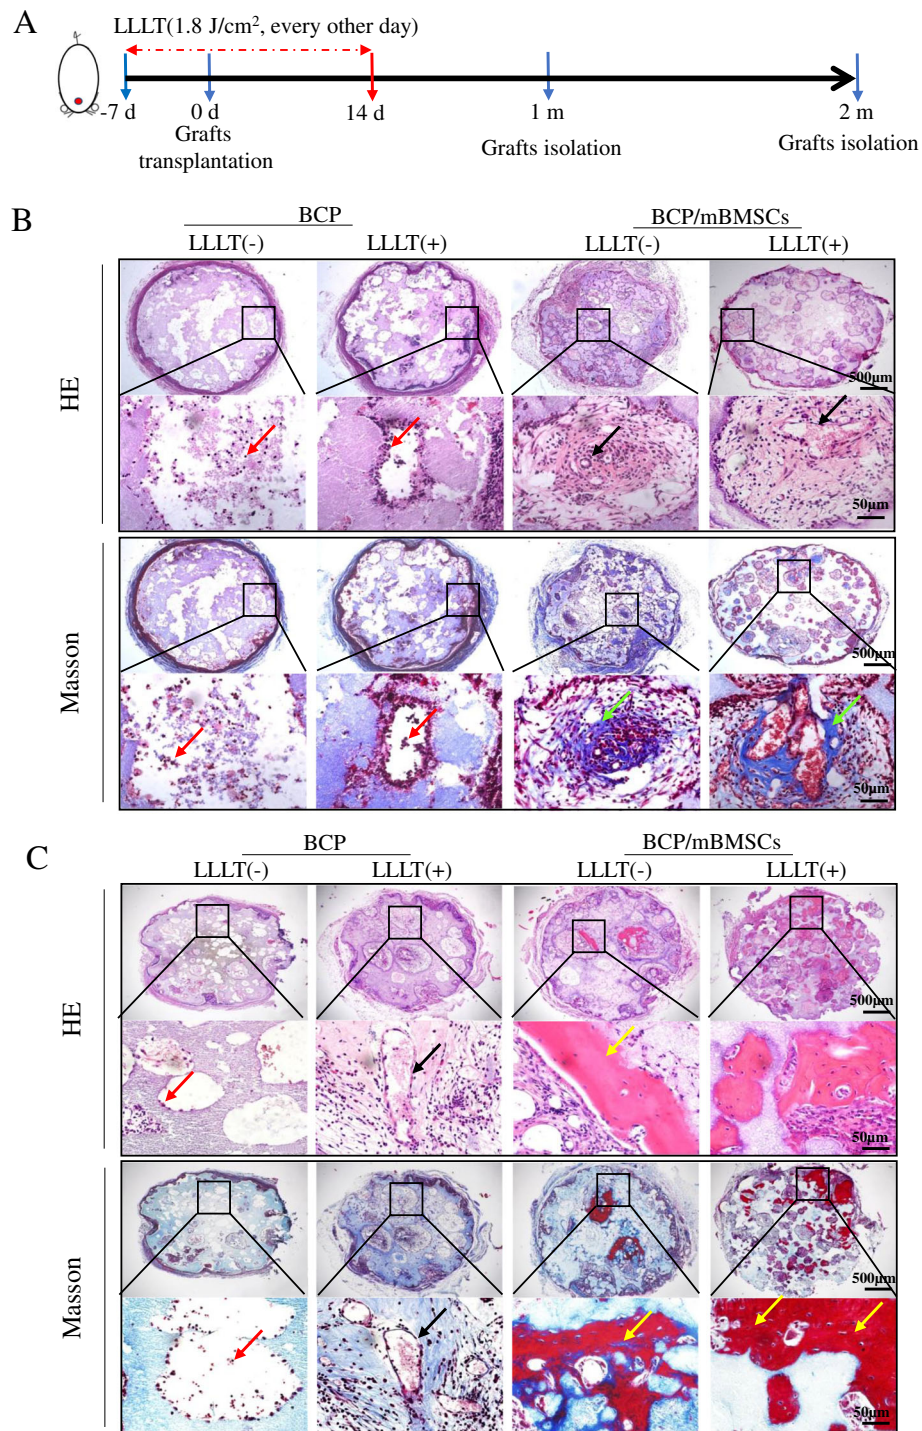 A
LLLT(1.8 J/cm², every other day)
-7 d 0 d 14 d 1 m 2 m
Grafts
transplantation
Grafts isolation
Grafts isolation
B
BCP BCP/mBMSCs
LLLT(-) LLLT(+) LLLT(-) LLLT(+)
HE
500μm
50μm
Masson
500μm
50μm
C
BCP BCP/mBMSCs
LLLT(-) LLLT(+) LLLT(-) LLLT(+)
HE
500μm
50μm
Masson
500μm
50μm